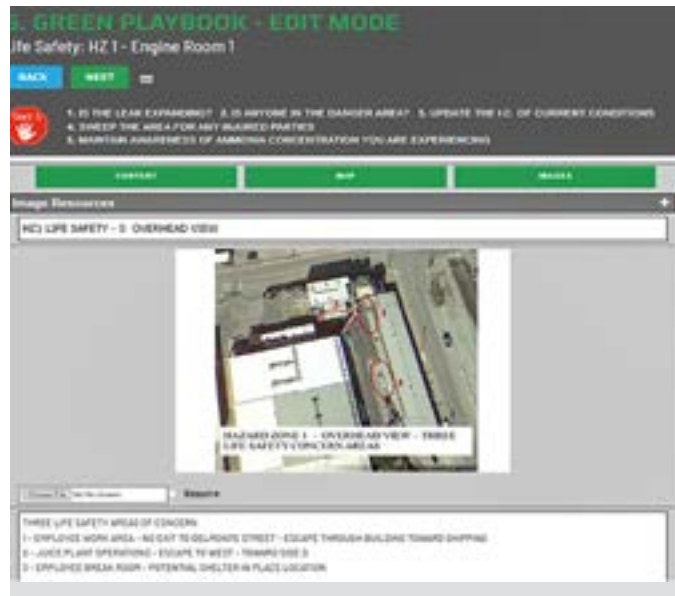 . GREEN PLAYBOOK - EDIT MODE
Life Safety: HZ 1 - Engine Room 1
BACK NEXT
1. IS THE LEAK EXPANDING? 2. IS ANYONE IN THE DANGER AREA? 3. UPDATE THE I.C. OF CURRENT CONDITIONS
4. SWEEP THE AREA FOR ANY INJURED PARTIES
5. MAINTAIN AWARENESS OF AMMONIA CONCENTRATION YOU ARE EXPERIENCING
CONTENT MAP IMAGES
Image Resources +
LIFE SAFETY - 3 OVERHEAD VIEW
HAZARD ZONE 1 - OVERHEAD VIEW - THREE
LIFE SAFETY CONCERN AREAS
Choose File
Remove
THREE LIFE SAFETY AREAS OF CONCERN
1 - EMPLOYEE WORK AREA - NO EXIT TO STREET - ESCAPE THROUGH BUILDING TOWARD SHIPPING
2 - JUICE PLANT OPERATIONS - ESCAPE TO WEST - TOWARD SIDE D
3 - EMPLOYEE BREAK ROOM - POTENTIAL SHELTER IN PLACE LOCATION